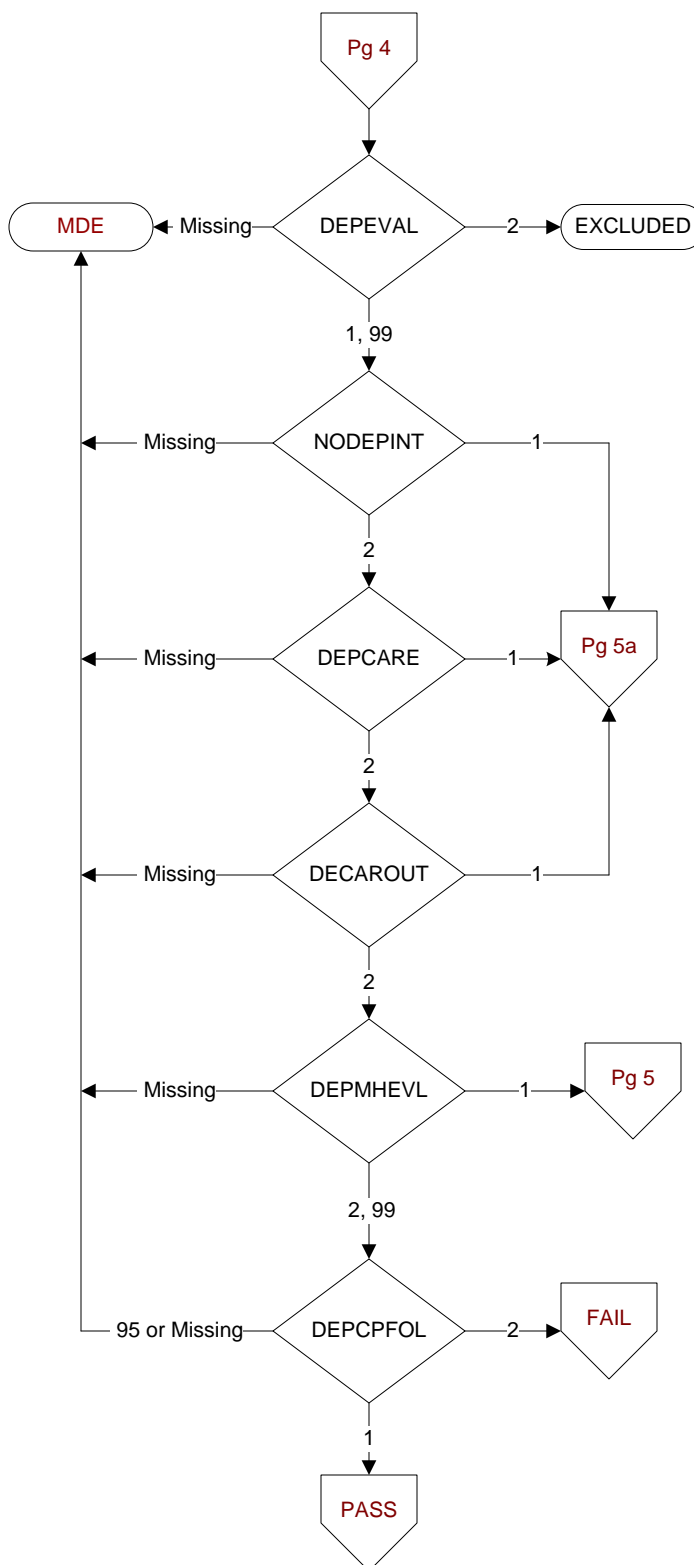 Pg 4
MDE
Missing
DEPEVAL
2
EXCLUDED
1, 99
Missing
NODEPINT
1
2
Missing
DEPCARE
1
Pg 5a
2
Missing
DECAROUT
1
2
Missing
DEPMHEVL
1
Pg 5
2, 99
95 or Missing
DEPCPFOL
2
FAIL
1
PASS